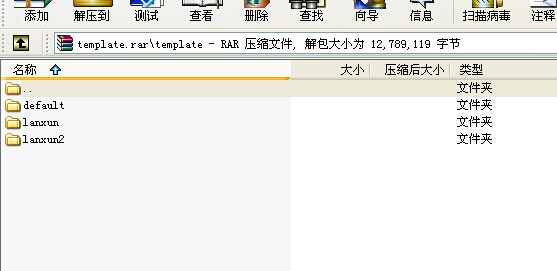 添加 解压到 测试 查看 删除 查找 向导 信息 扫描病毒 注释
template.rar\template - RAR 压缩文件, 解包大小为 12,789,119 字节
名称 大小 压缩后大小 类型
.. 文件夹
default 文件夹
lanxun 文件夹
lanxun2 文件夹